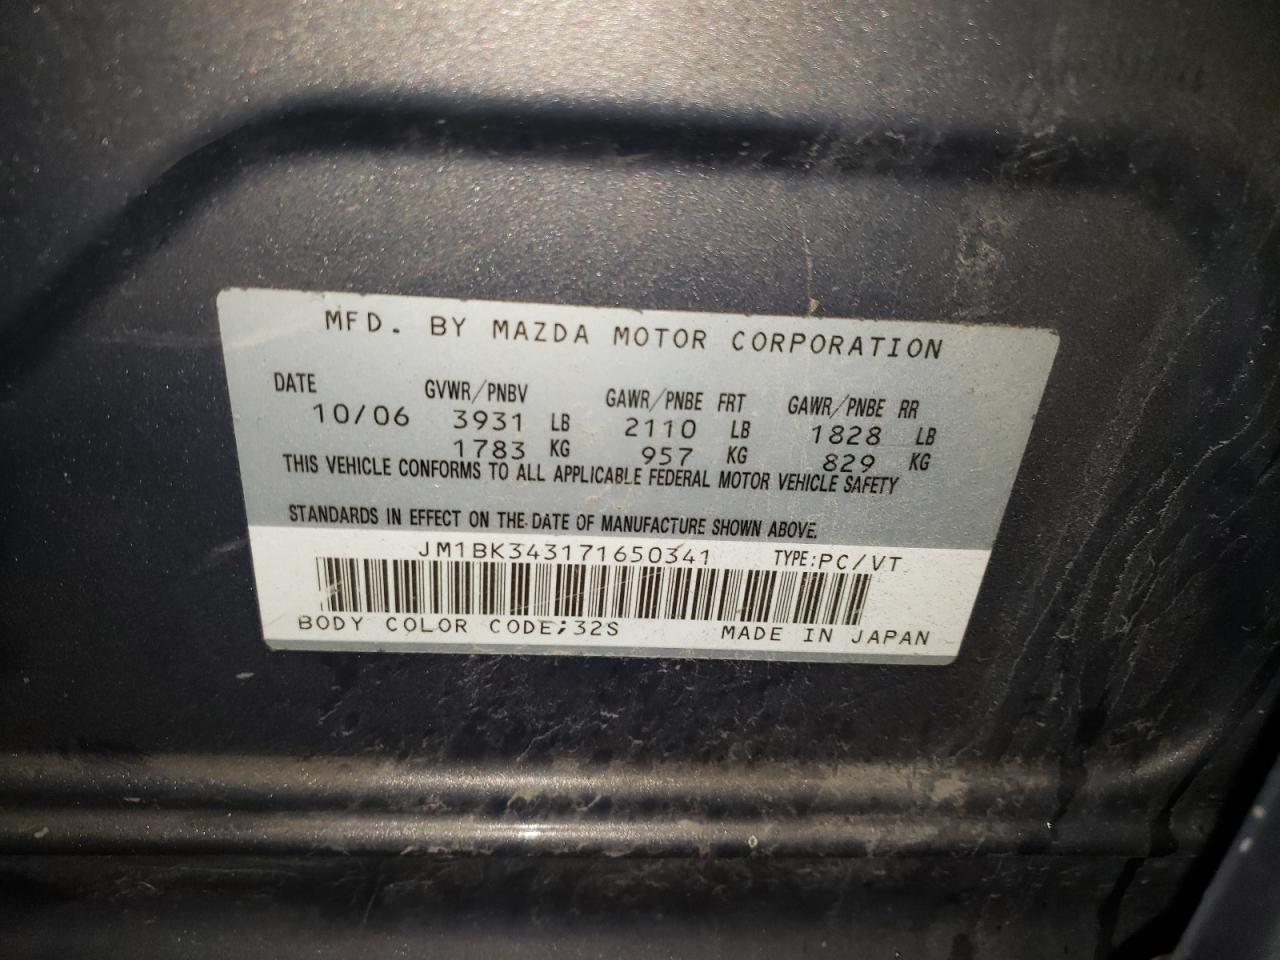 MFD. BY MAZDA MOTOR CORPORATION
DATE GVWR/PNBV GAWR/PNBE FRT GAWR/PNBE RR
10/06 3931 LB 2110 LB 1828 LB
1783 KG 957 KG 829 KG
THIS VEHICLE CONFORMS TO ALL APPLICABLE FEDERAL MOTOR VEHICLE SAFETY
STANDARDS IN EFFECT ON THE DATE OF MANUFACTURE SHOWN ABOVE.
JM1BK343171650341 TYPE:PC/VT
BODY COLOR CODE;32S MADE IN JAPAN